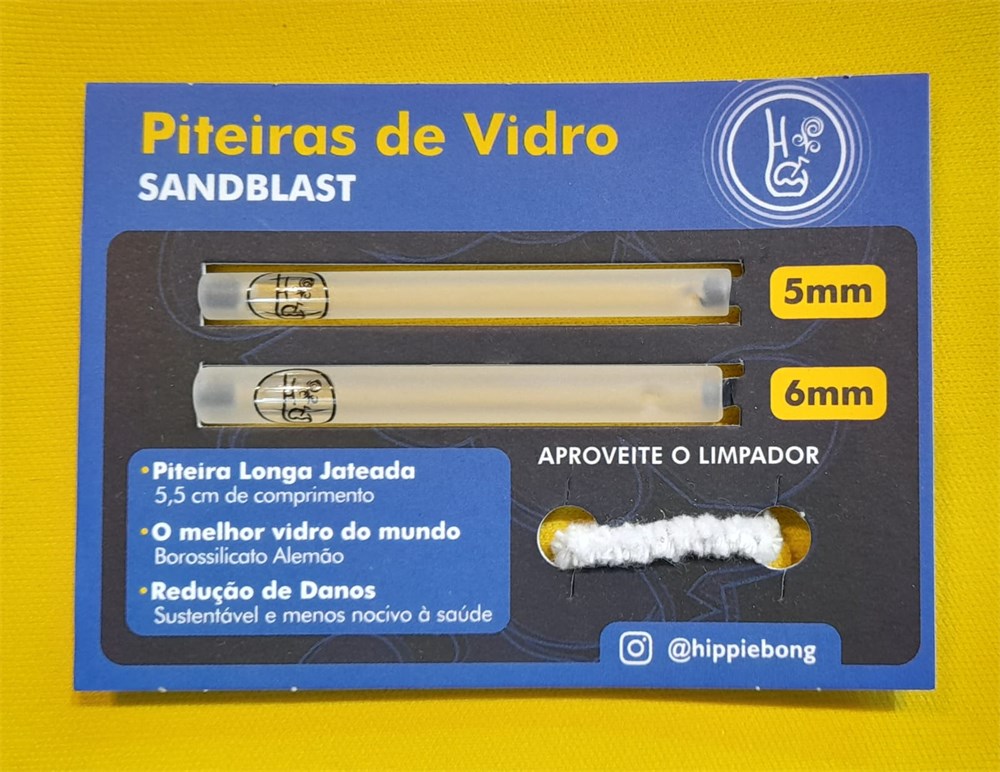 Piteiras de Vidro
SANDBLAST
H
5mm
6mm
•Piteira Longa Jateada
5,5 cm de comprimento
•O melhor vidro do mundo
Borossilicato Alemão
•Redução de Danos
Sustentável e menos nocivo à saúde
APROVEITE O LIMPADOR
@hippiebong